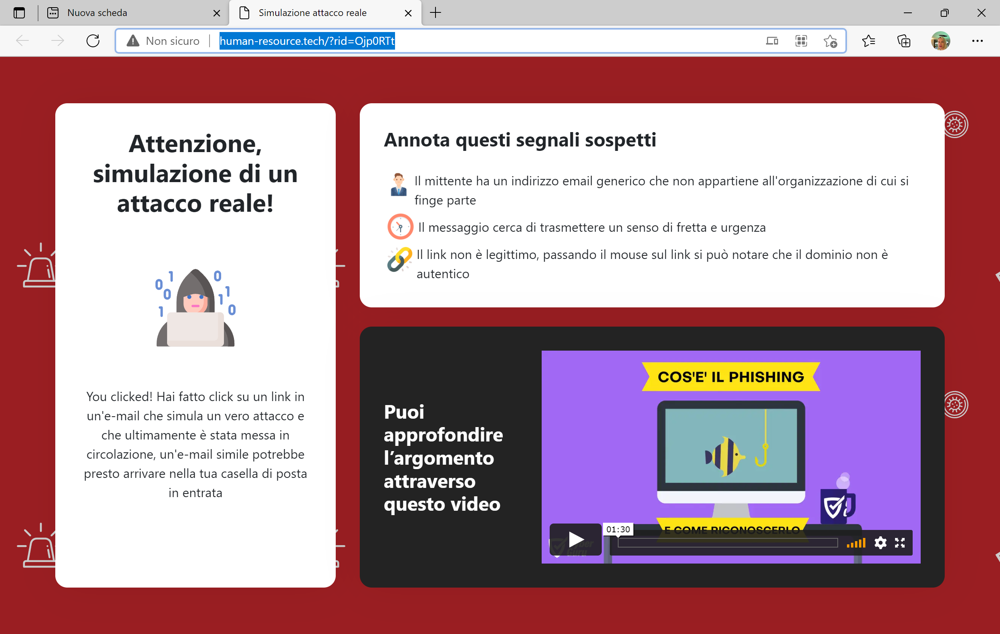 Nuova scheda
Simulazione attacco reale
Non sicuro
human-resource.tech/?rid=Ojp0RTt
Attenzione,
simulazione di un
attacco reale!
0 1 0
0 1 1
1 0
You clicked! Hai fatto click su un link in
un'e-mail che simula un vero attacco e
che ultimamente è stata messa in
circolazione, un'e-mail simile potrebbe
presto arrivare nella tua casella di posta
in entrata
Annota questi segnali sospetti
Il mittente ha un indirizzo email generico che non appartiene all'organizzazione di cui si
finge parte
Il messaggio cerca di trasmettere un senso di fretta e urgenza
Il link non è legittimo, passando il mouse sul link si può notare che il dominio non è
autentico
Puoi
approfondire
l’argomento
attraverso
questo video
COS'E' IL PHISHING
E COME RICONOSCERLO
01:30
Guru